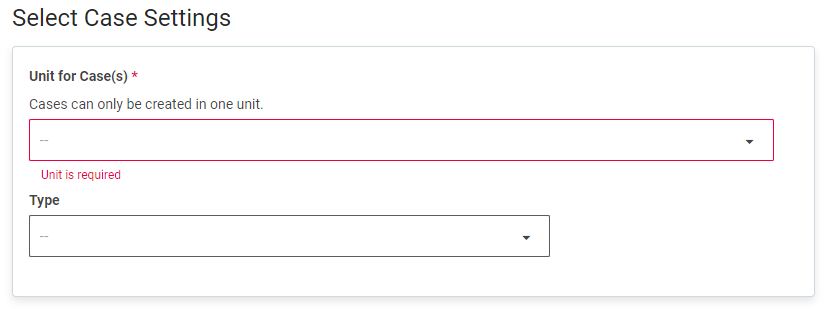 Select Case Settings
Unit for Case(s) *
Cases can only be created in one unit.
--
Unit is required
Type
--